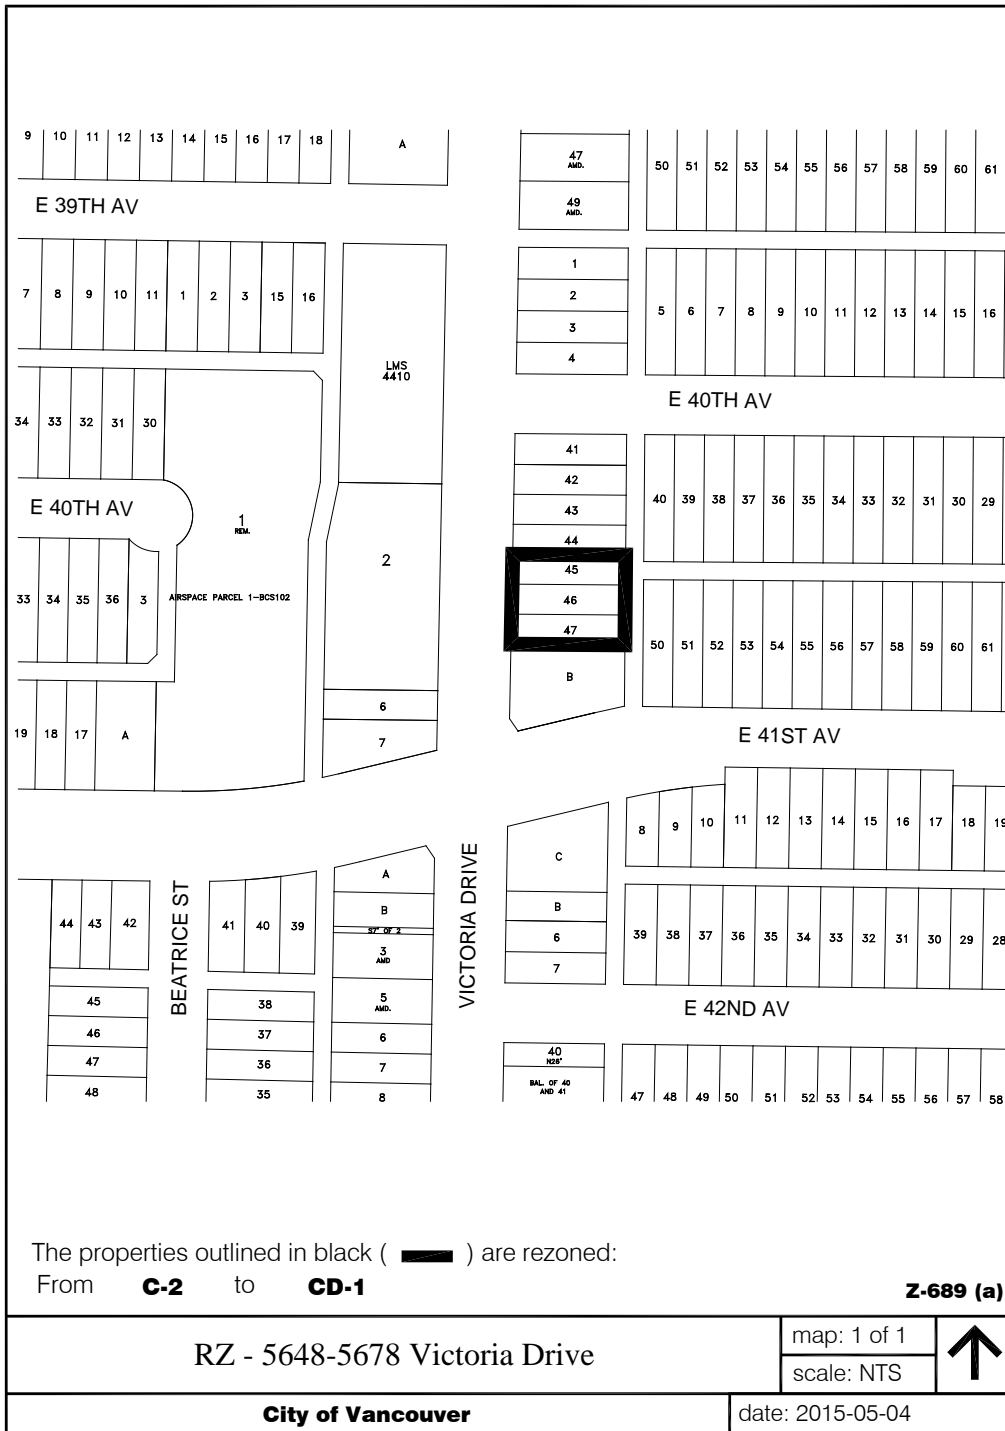 9 10 11 12 13 14 15 16 17 18 A
47 AMD. 50 51 52 53 54 55 56 57 58 59 60 61
49 AMD.
E 39TH AV
7 8 9 10 11 1 2 3 15 16
LMS 4410
1
2
3
4
5 6 7 8 9 10 11 12 13 14 15 16
E 40TH AV
34 33 32 31 30
41
42
43
44
45
46
47
B
40 39 38 37 36 35 34 33 32 31 30 29
E 40TH AV
1 REM.
2
33 34 35 36 3
AIRSPACE PARCEL 1-BCS102
50 51 52 53 54 55 56 57 58 59 60 61
6
7
19 18 17 A
E 41ST AV
8 9 10 11 12 13 14 15 16 17 18 19
C
B
6
7
A
B
S7' OF 2
3 AMD
5 AMD.
6
7
8
VICTORIA DRIVE
BEATRICE ST
44 43 42
41 40 39
39 38 37 36 35 34 33 32 31 30 29 28
45
46
47
48
38
37
36
35
E 42ND AV
40
N26'
BAL. OF 40
AND 41
47 48 49 50 51 52 53 54 55 56 57 58
The properties outlined in black ( ) are rezoned:
From C-2 to CD-1
Z-689 (a)
RZ - 5648-5678 Victoria Drive
map: 1 of 1
scale: NTS
City of Vancouver
date: 2015-05-04